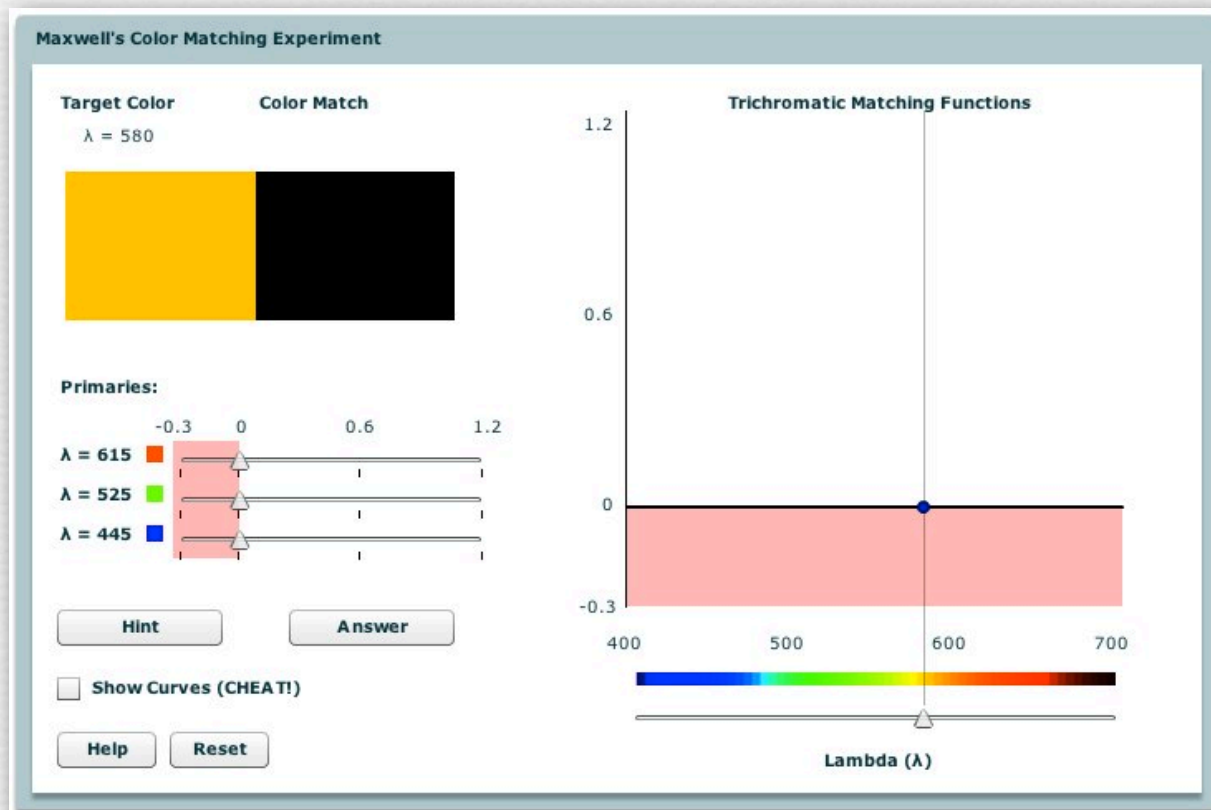 Maxwell's Color Matching Experiment
Target Color Color Match
λ = 580
Primaries:
-0.3 0 0.6 1.2
λ = 615
λ = 525
λ = 445
Hint Answer
Show Curves (CHEAT!)
Help Reset
Trichromatic Matching Functions
1.2
0.6
0
-0.3
400 500 600 700
Lambda (λ)